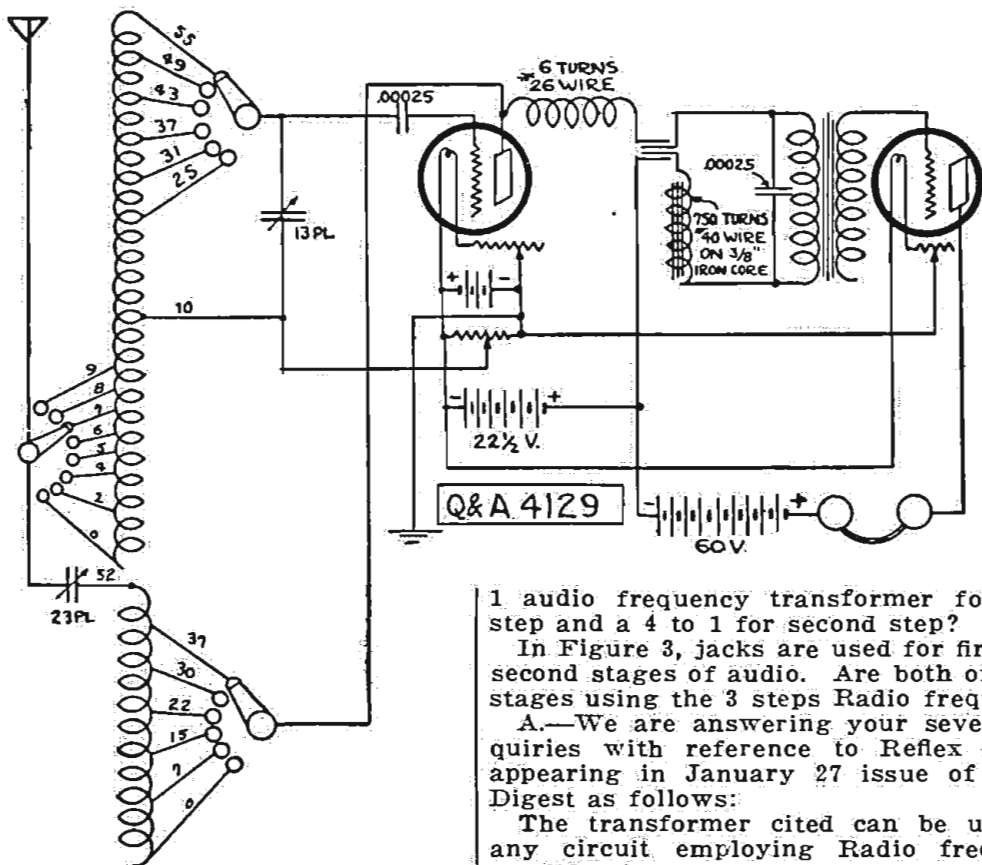 55
49
43
37
31
25
10
9
8
7
6
5
4
2
0
52
23PL
37
30
22
15
7
0
13PL
.00025
6 TURNS
#26 WIRE
+ -
- +
22½ V.
.00025
750 TURNS
#40 WIRE
ON 3/8"
IRON CORE
Q&A. 4129
- +
60 V.
1 audio frequency transformer fo
step and a 4 to 1 for second step?
In Figure 3, jacks are used for fir
second stages of audio. Are both o
stages using the 3 steps Radio freq
A.—We are answering your seve
quiries with reference to Reflex
appearing in January 27 issue of
Digest as follows:
The transformer cited can be u
any circuit employing Radio freq